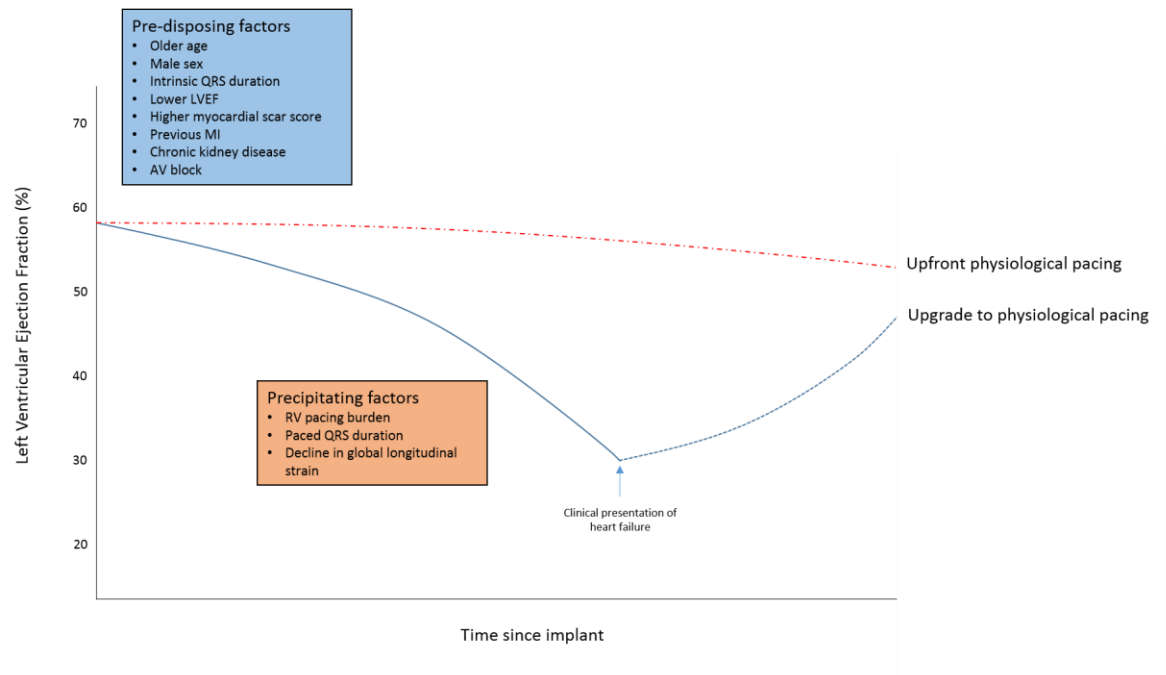 Pre-disposing factors
• Older age
• Male sex
• Intrinsic QRS duration
• Lower LVEF
• Higher myocardial scar score
• Previous MI
• Chronic kidney disease
• AV block
Left Ventricular Ejection Fraction (%)
70
60
50
40
30
20
Upfront physiological pacing
Upgrade to physiological pacing
Precipitating factors
• RV pacing burden
• Paced QRS duration
• Decline in global longitudinal
strain
Clinical presentation of
heart failure
Time since implant